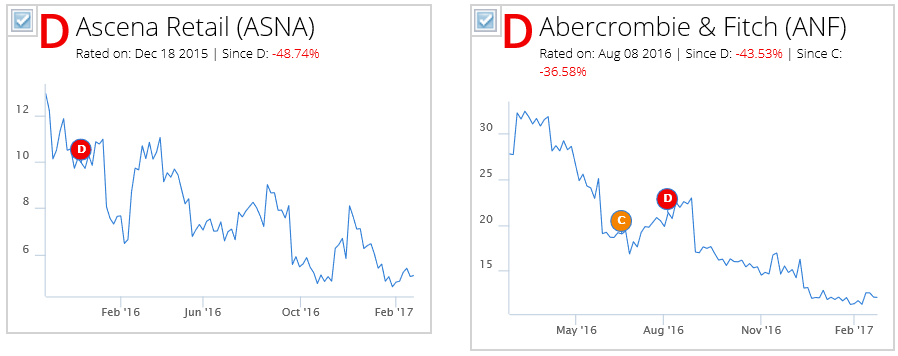 D Ascena Retail (ASNA)
Rated on: Dec 18 2015 | Since D: -48.74%
12
10
8
6
D
Feb '16 Jun '16 Oct '16 Feb '17
D Abercrombie & Fitch (ANF)
Rated on: Aug 08 2016 | Since D: -43.53% | Since C:
-36.58%
30
25
20
15
C
D
May '16 Aug '16 Nov '16 Feb '17